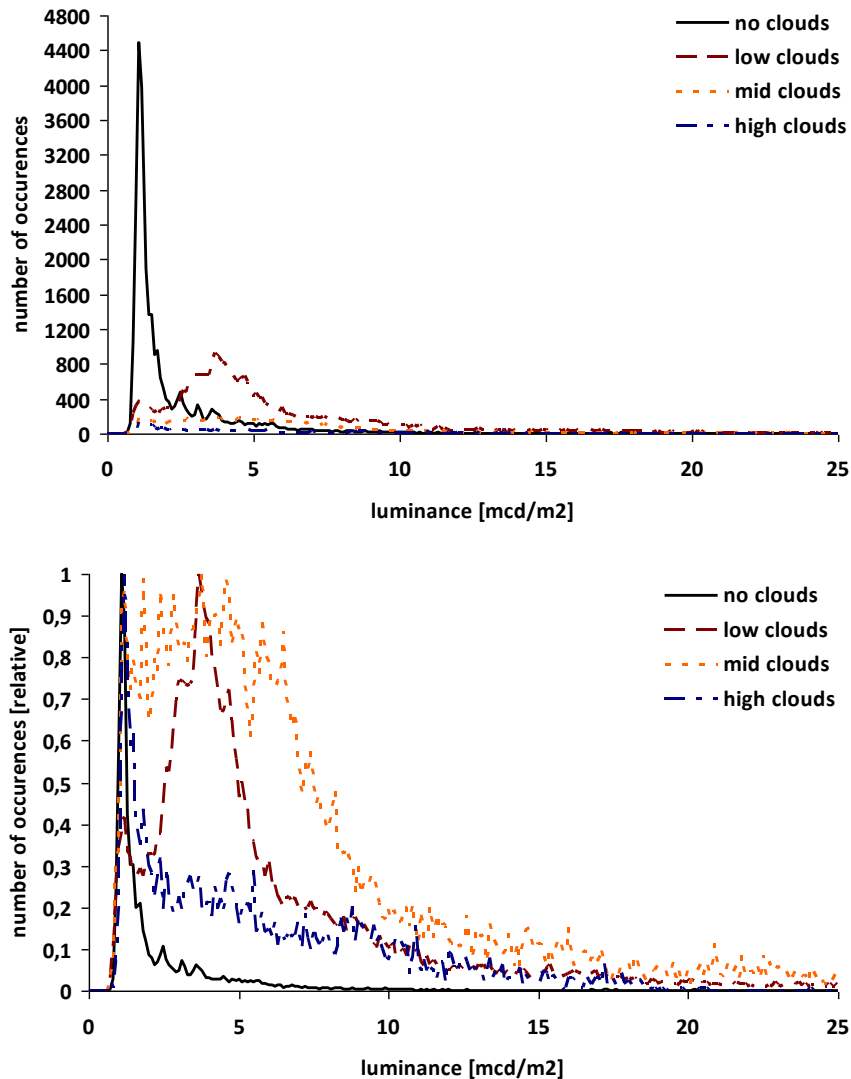 4800
4400
4000
3600
3200
2800
2400
2000
1600
1200
800
400
0
number of occurences
no clouds
low clouds
mid clouds
high clouds
0 5 10 15 20 25
luminance [mcd/m2]
1
0,9
0,8
0,7
0,6
0,5
0,4
0,3
0,2
0,1
0
number of occurences [relative]
no clouds
low clouds
mid clouds
high clouds
0 5 10 15 20 25
luminance [mcd/m2]